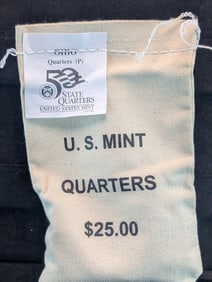 OHIO
Quarters (P)
50
STATE
QUARTERS
UNITED STATES MINT
U. S. MINT
QUARTERS
$25.00